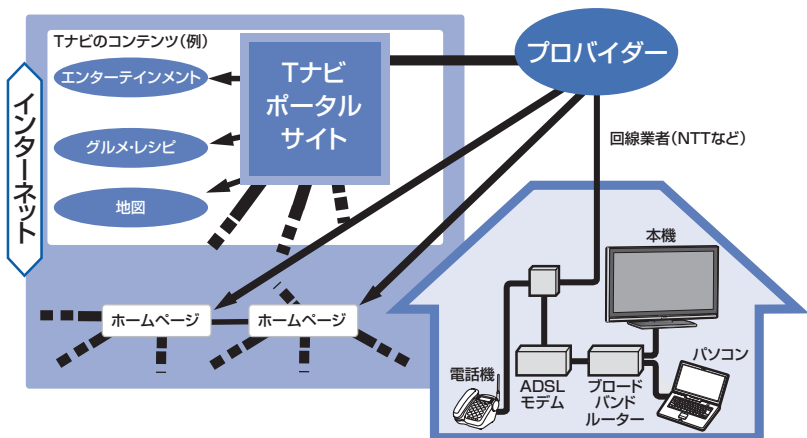 Tナビのコンテンツ(例)
エンターテインメント
グルメ・レシピ
地図
Tナビ
ポータル
サイト
プロバイダー
インターネット
回線業者(NTTなど)
ホームページ
ホームページ
本機
電話機
ADSL
モデム
ブロード
バンド
ルーター
パソコン